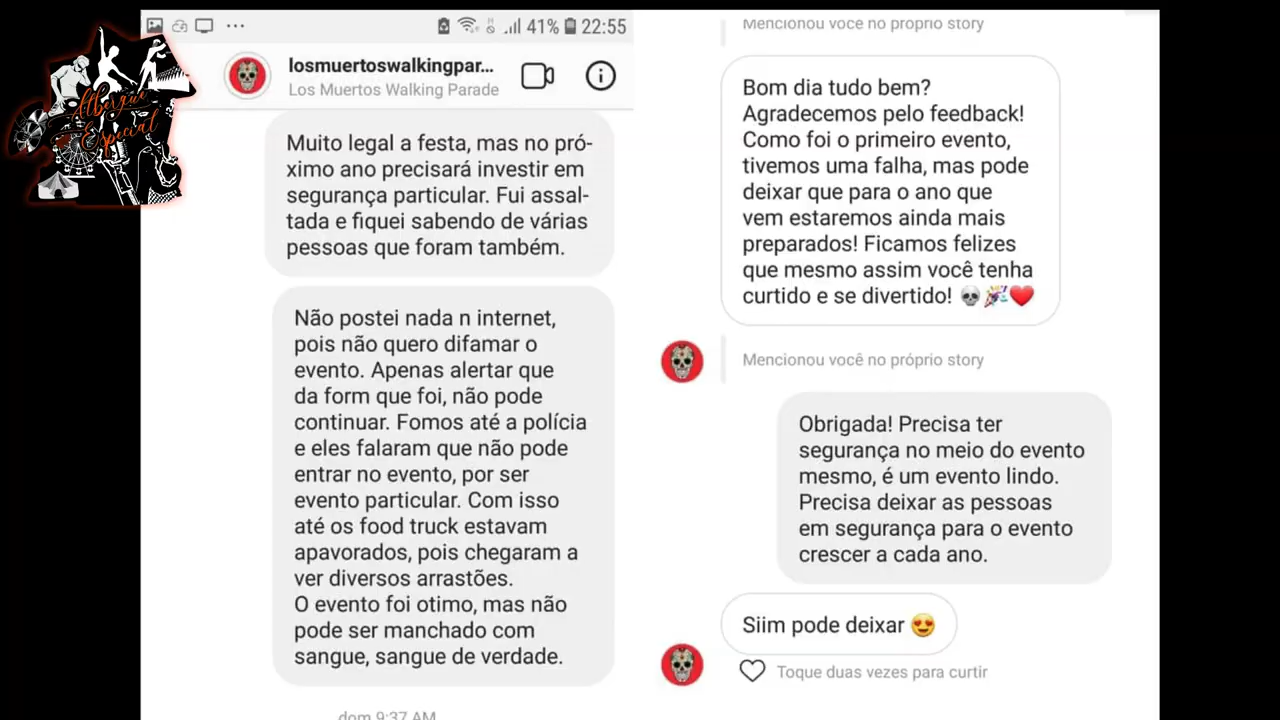 Albergue
Especial
41% 22:55
losmuertoswalkingpar...
Los Muertos Walking Parade
Muito legal a festa, mas no pró-
ximo ano precisará investir em
segurança particular. Fui assal-
tada e fiquei sabendo de várias
pessoas que foram também.
Não postei nada n internet,
pois não quero difamar o
evento. Apenas alertar que
da form que foi, não pode
continuar. Fomos até a polícia
e eles falaram que não pode
entrar no evento, por ser
evento particular. Com isso
até os food truck estavam
apavorados, pois chegaram a
ver diversos arrastões.
O evento foi otimo, mas não
pode ser manchado com
sangue, sangue de verdade.
dom 9:37 AM
Mencionou você no próprio story
Bom dia tudo bem?
Agradecemos pelo feedback!
Como foi o primeiro evento,
tivemos uma falha, mas pode
deixar que para o ano que
vem estaremos ainda mais
preparados! Ficamos felizes
que mesmo assim você tenha
curtido e se divertido! 💀🎉❤️
Mencionou você no próprio story
Obrigada! Precisa ter
segurança no meio do evento
mesmo, é um evento lindo.
Precisa deixar as pessoas
em segurança para o evento
crescer a cada ano.
Siim pode deixar 😍
Toque duas vezes para curtir